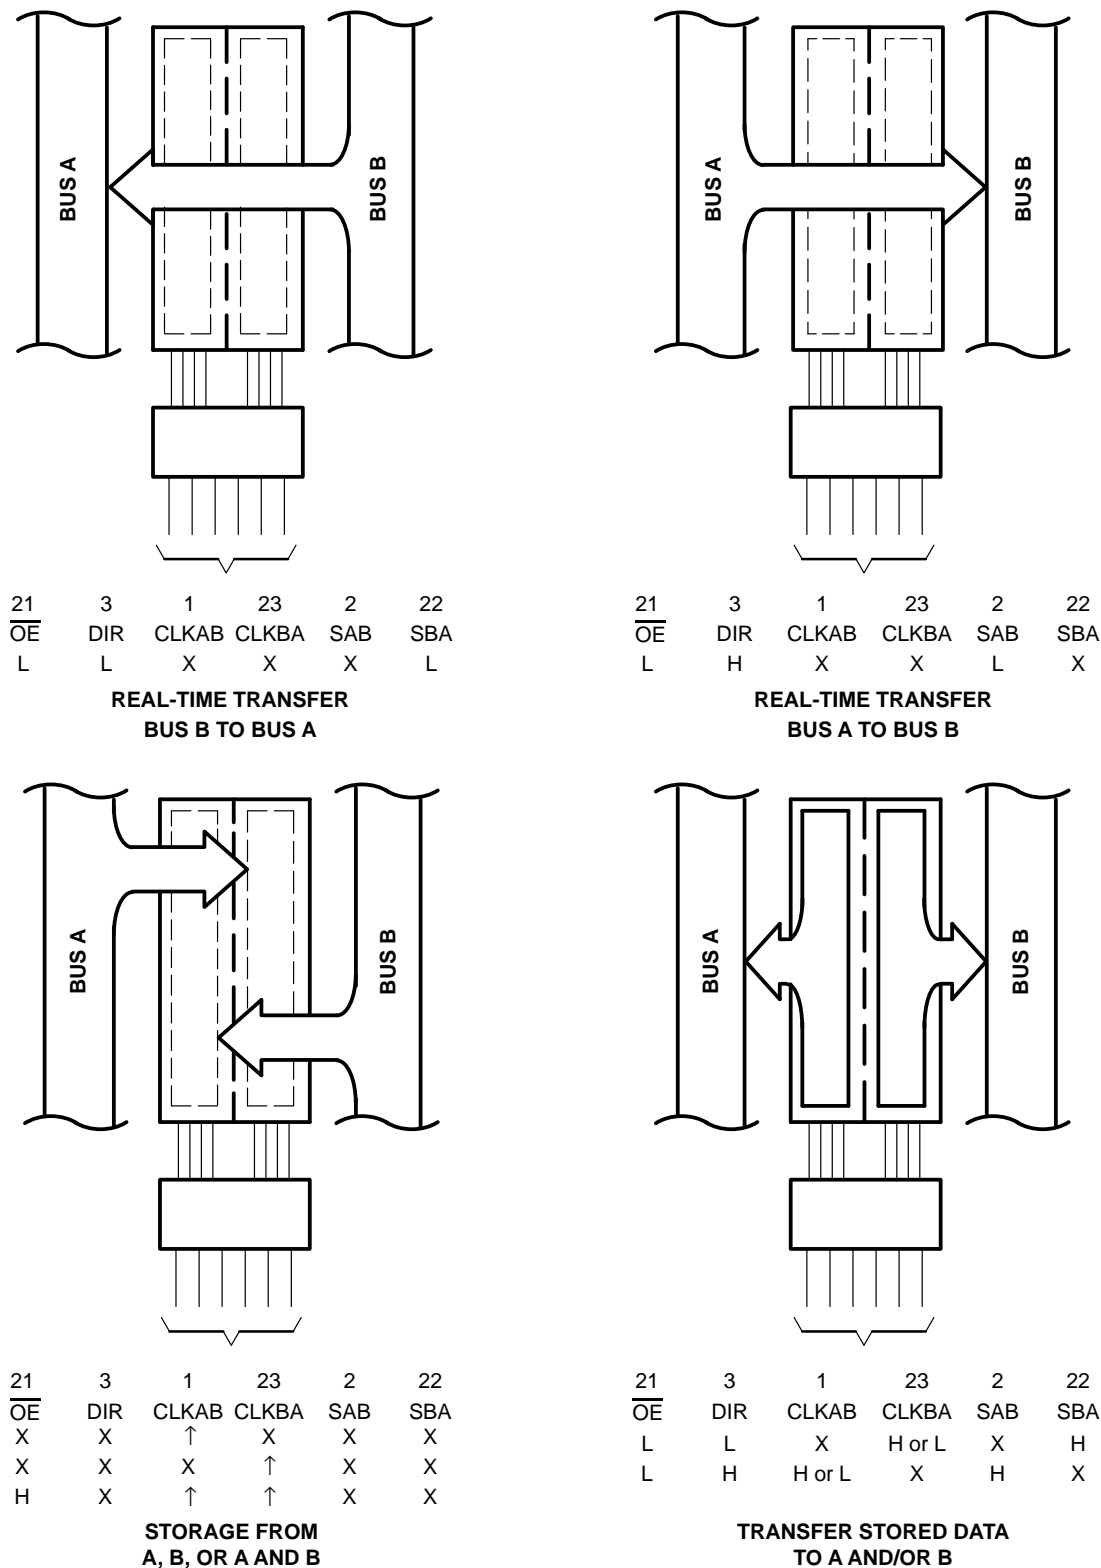 BUS A
BUS B
21 3 1 23 2 22
OE DIR CLKAB CLKBA SAB SBA
L L X X X L
REAL-TIME TRANSFER
BUS B TO BUS A
BUS A
BUS B
21 3 1 23 2 22
OE DIR CLKAB CLKBA SAB SBA
L H X X L X
REAL-TIME TRANSFER
BUS A TO BUS B
BUS A
BUS B
21 3 1 23 2 22
OE DIR CLKAB CLKBA SAB SBA
X X ↑ X X X
X X X ↑ X X
H X ↑ ↑ X X
STORAGE FROM
A, B, OR A AND B
BUS A
BUS B
21 3 1 23 2 22
OE DIR CLKAB CLKBA SAB SBA
L L X H or L X H
L H H or L X H X
TRANSFER STORED DATA
TO A AND/OR B